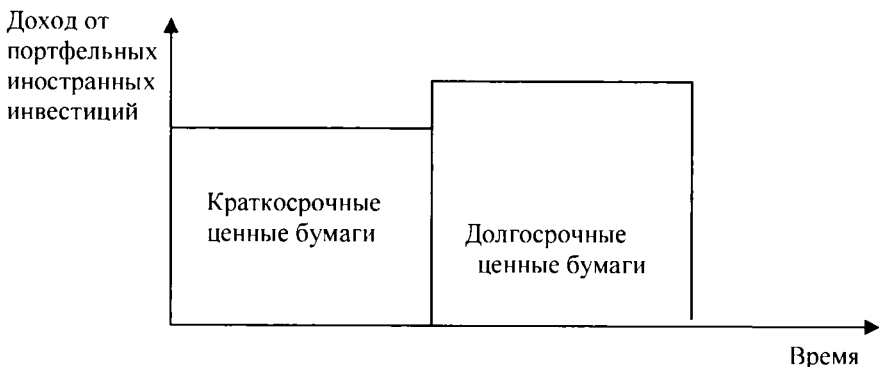 Доход от
портфельных
иностранных
инвестиций
Краткосрочные
ценные бумаги
Долгосрочные
ценные бумаги
Время